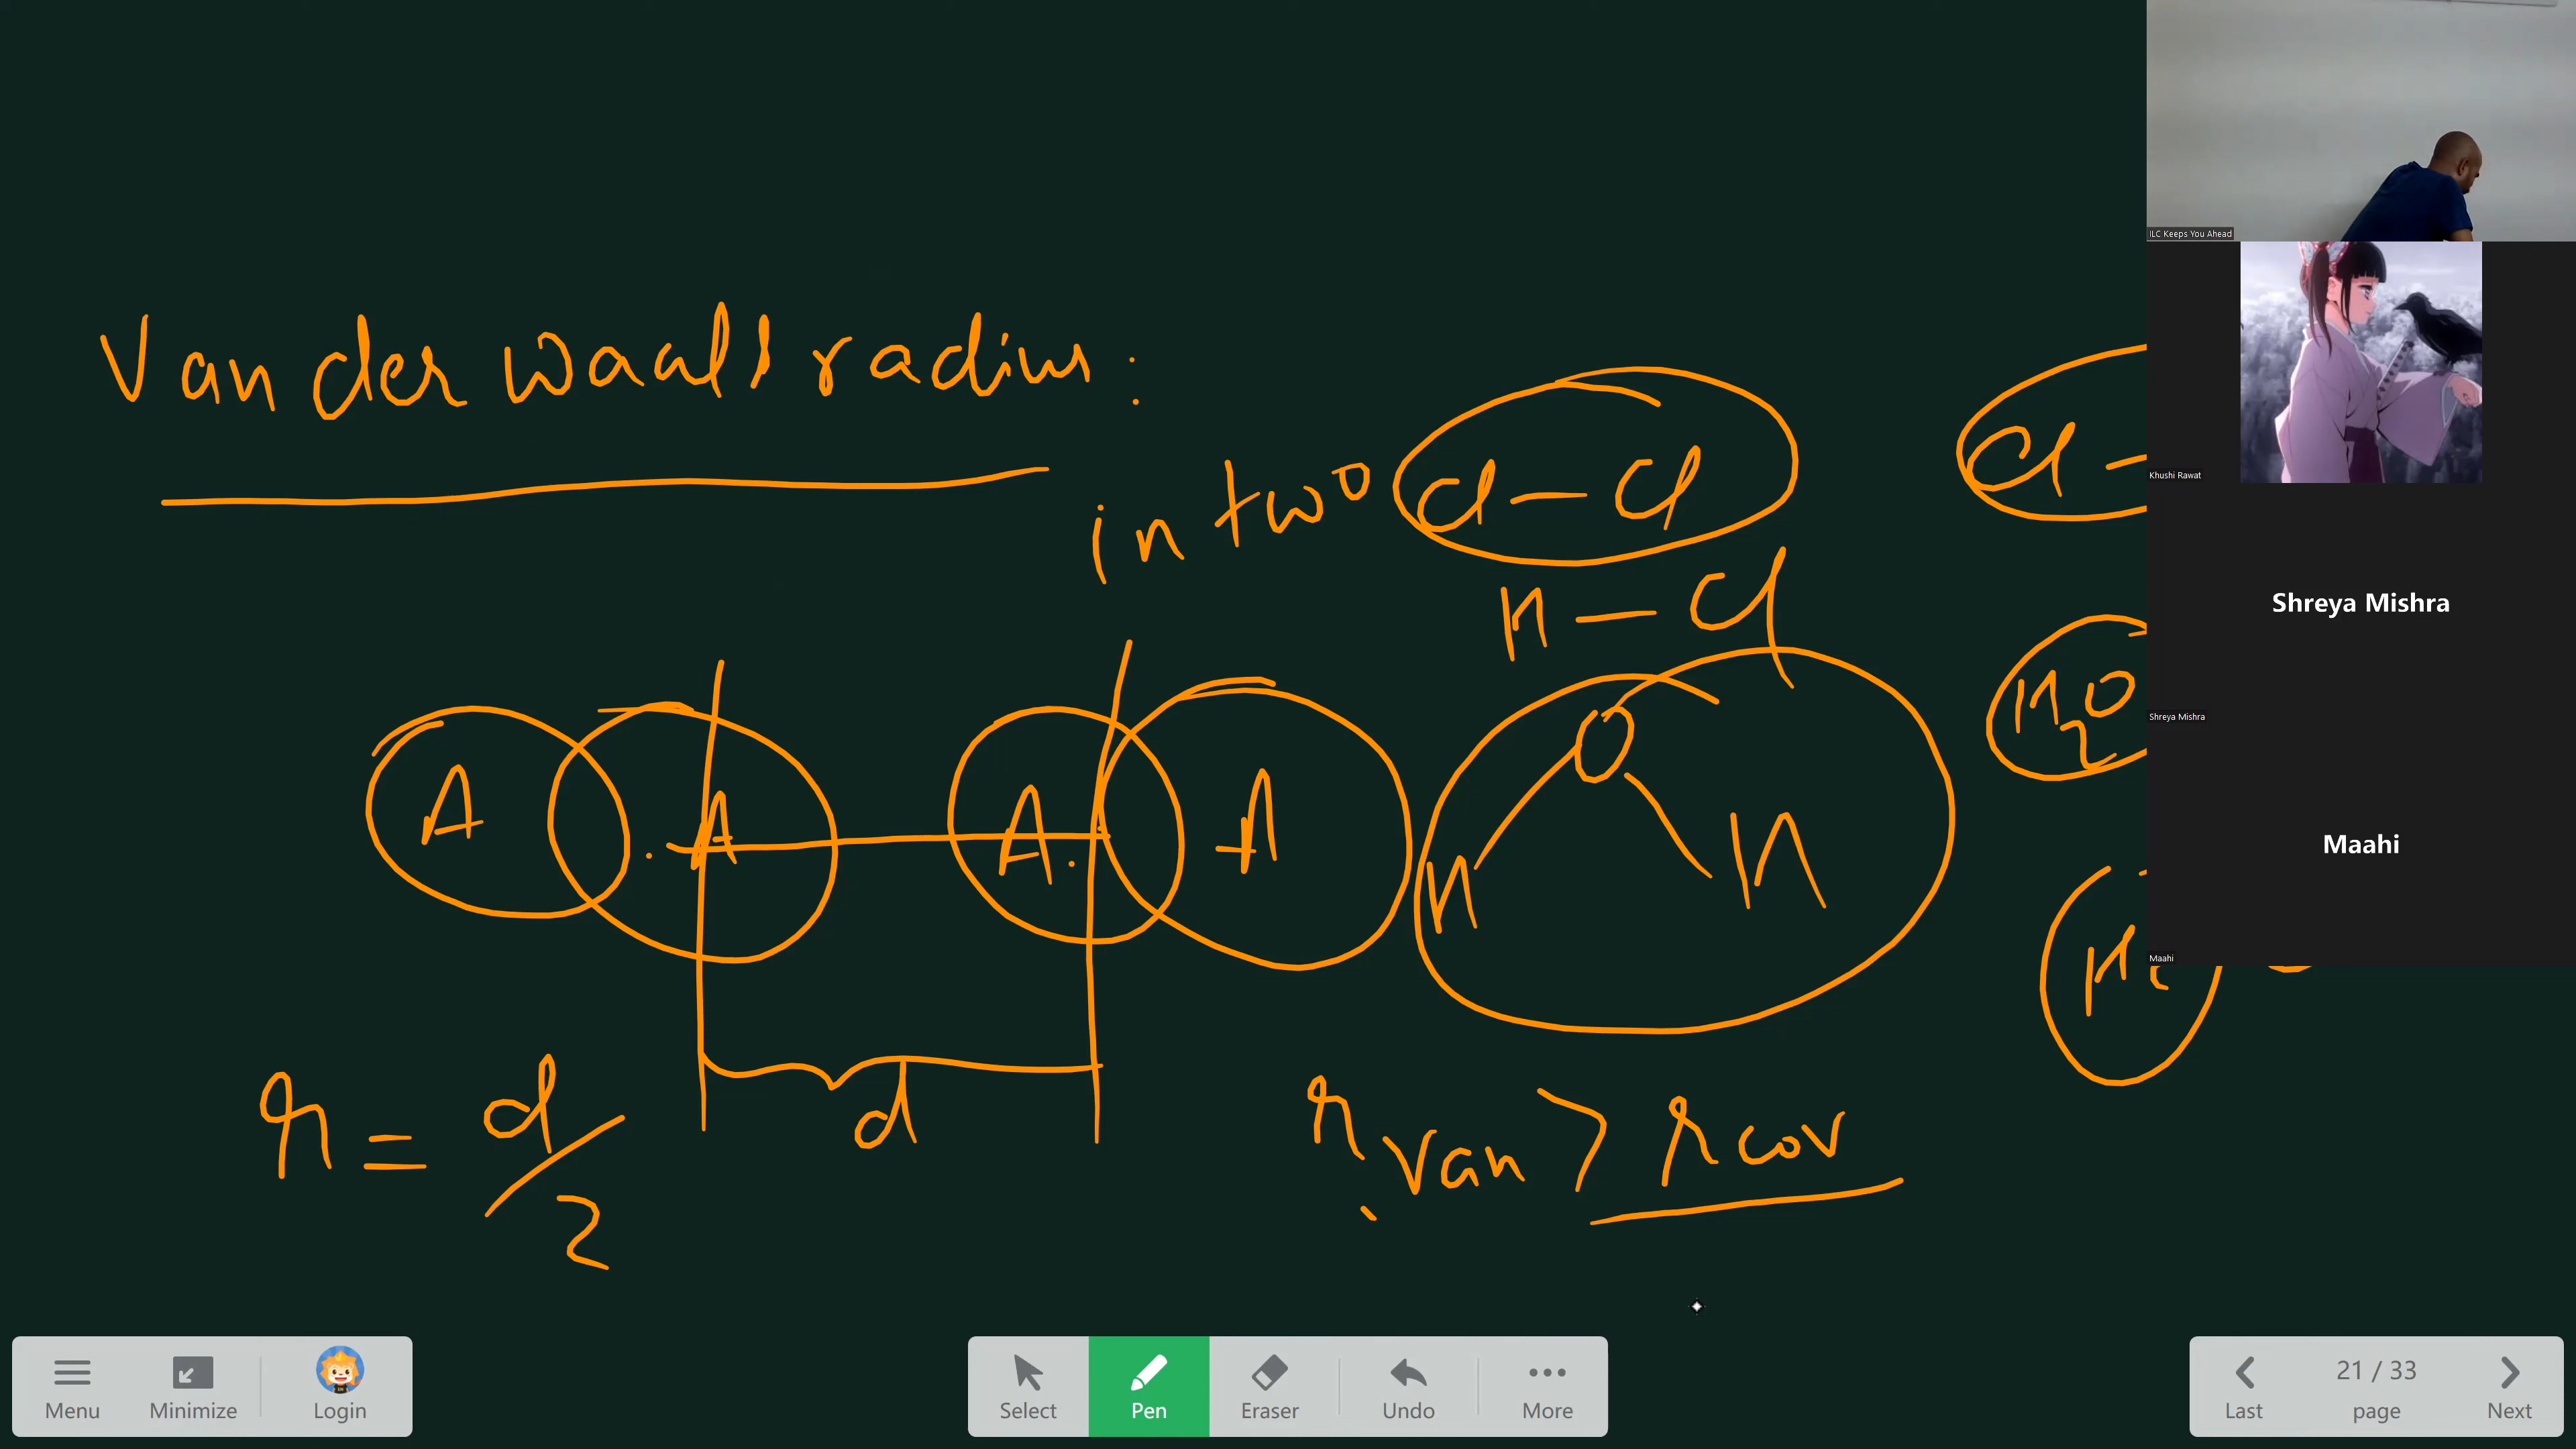 Van der waals radius :
in two Cl – Cl
Cl –
H – Cl
A A A A
O
H H
H2O
d
r = d/2
r van > r cov
ILC Keeps You Ahead
Khushi Rawat
Shreya Mishra
Shreya Mishra
Maahi
Maahi
Menu Minimize Login
Select Pen Eraser Undo More
Last 21 / 33 page Next